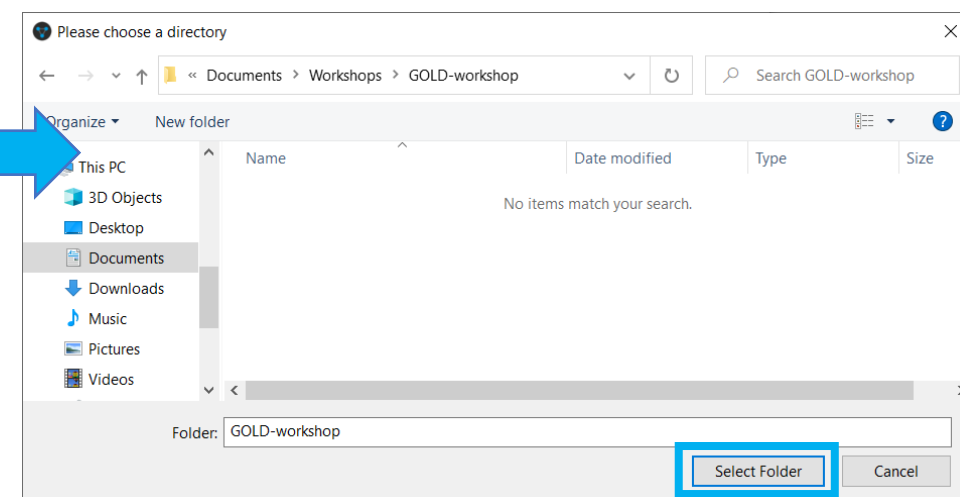 Please choose a directory
« Documents > Workshops > GOLD-workshop
Search GOLD-workshop
Organize New folder
?
Name Date modified Type Size
This PC
3D Objects
No items match your search.
Desktop
Documents
Downloads
Music
Pictures
Videos
Folder: GOLD-workshop
Select Folder Cancel